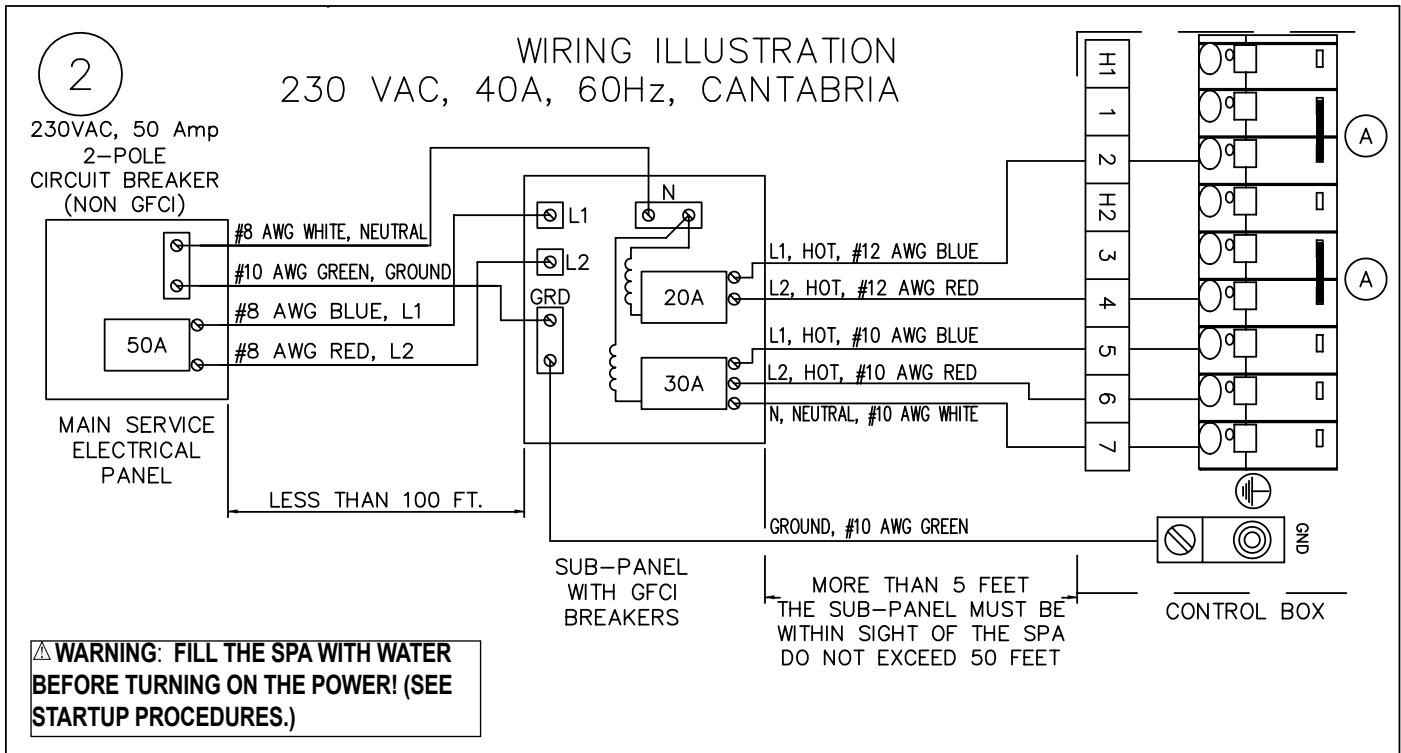 2
WIRING ILLUSTRATION
230 VAC, 40A, 60Hz, CANTABRIA
230VAC, 50 Amp
2-POLE
CIRCUIT BREAKER
(NON GFCI)
#8 AWG WHITE, NEUTRAL
#10 AWG GREEN, GROUND
#8 AWG BLUE, L1
#8 AWG RED, L2
50A
MAIN SERVICE
ELECTRICAL
PANEL
LESS THAN 100 FT.
L1
L2
GRD
N
20A
30A
SUB-PANEL
WITH GFCI
BREAKERS
L1, HOT, #12 AWG BLUE
L2, HOT, #12 AWG RED
L1, HOT, #10 AWG BLUE
L2, HOT, #10 AWG RED
N, NEUTRAL, #10 AWG WHITE
GROUND, #10 AWG GREEN
MORE THAN 5 FEET
THE SUB-PANEL MUST BE
WITHIN SIGHT OF THE SPA
DO NOT EXCEED 50 FEET
H1
1
2
H2
3
4
5
6
7
A
A
GND
CONTROL BOX
⚠ WARNING: FILL THE SPA WITH WATER
BEFORE TURNING ON THE POWER! (SEE
STARTUP PROCEDURES.)